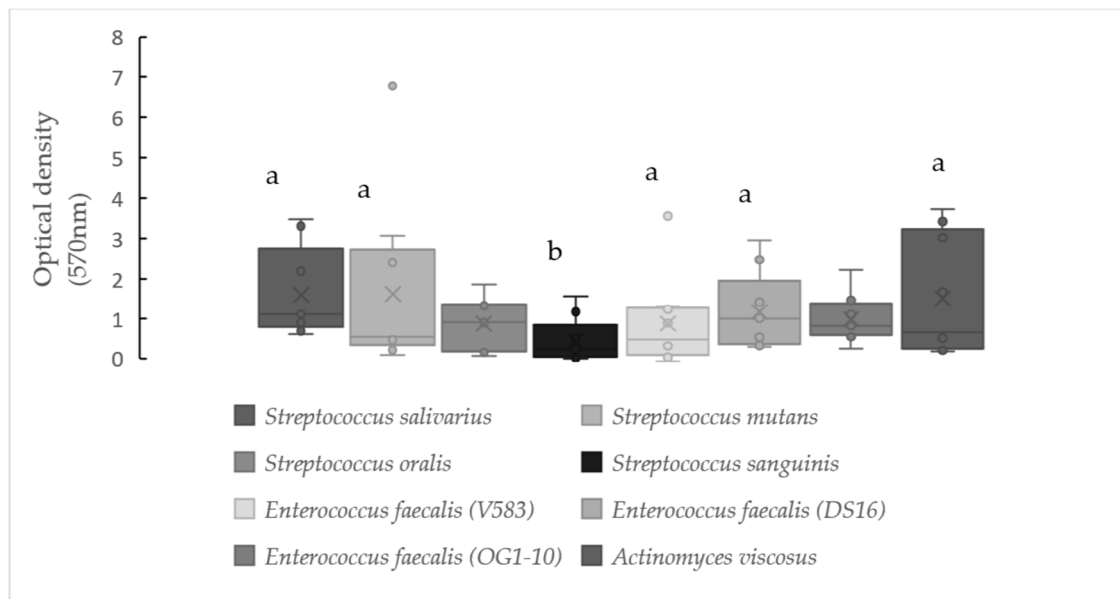 8
7
6
5
4
3
2
1
0
Optical density
(570nm)
a
a
b
a
a
a
Streptococcus salivarius
Streptococcus mutans
Streptococcus oralis
Streptococcus sanguinis
Enterococcus faecalis (V583)
Enterococcus faecalis (DS16)
Enterococcus faecalis (OG1-10)
Actinomyces viscosus